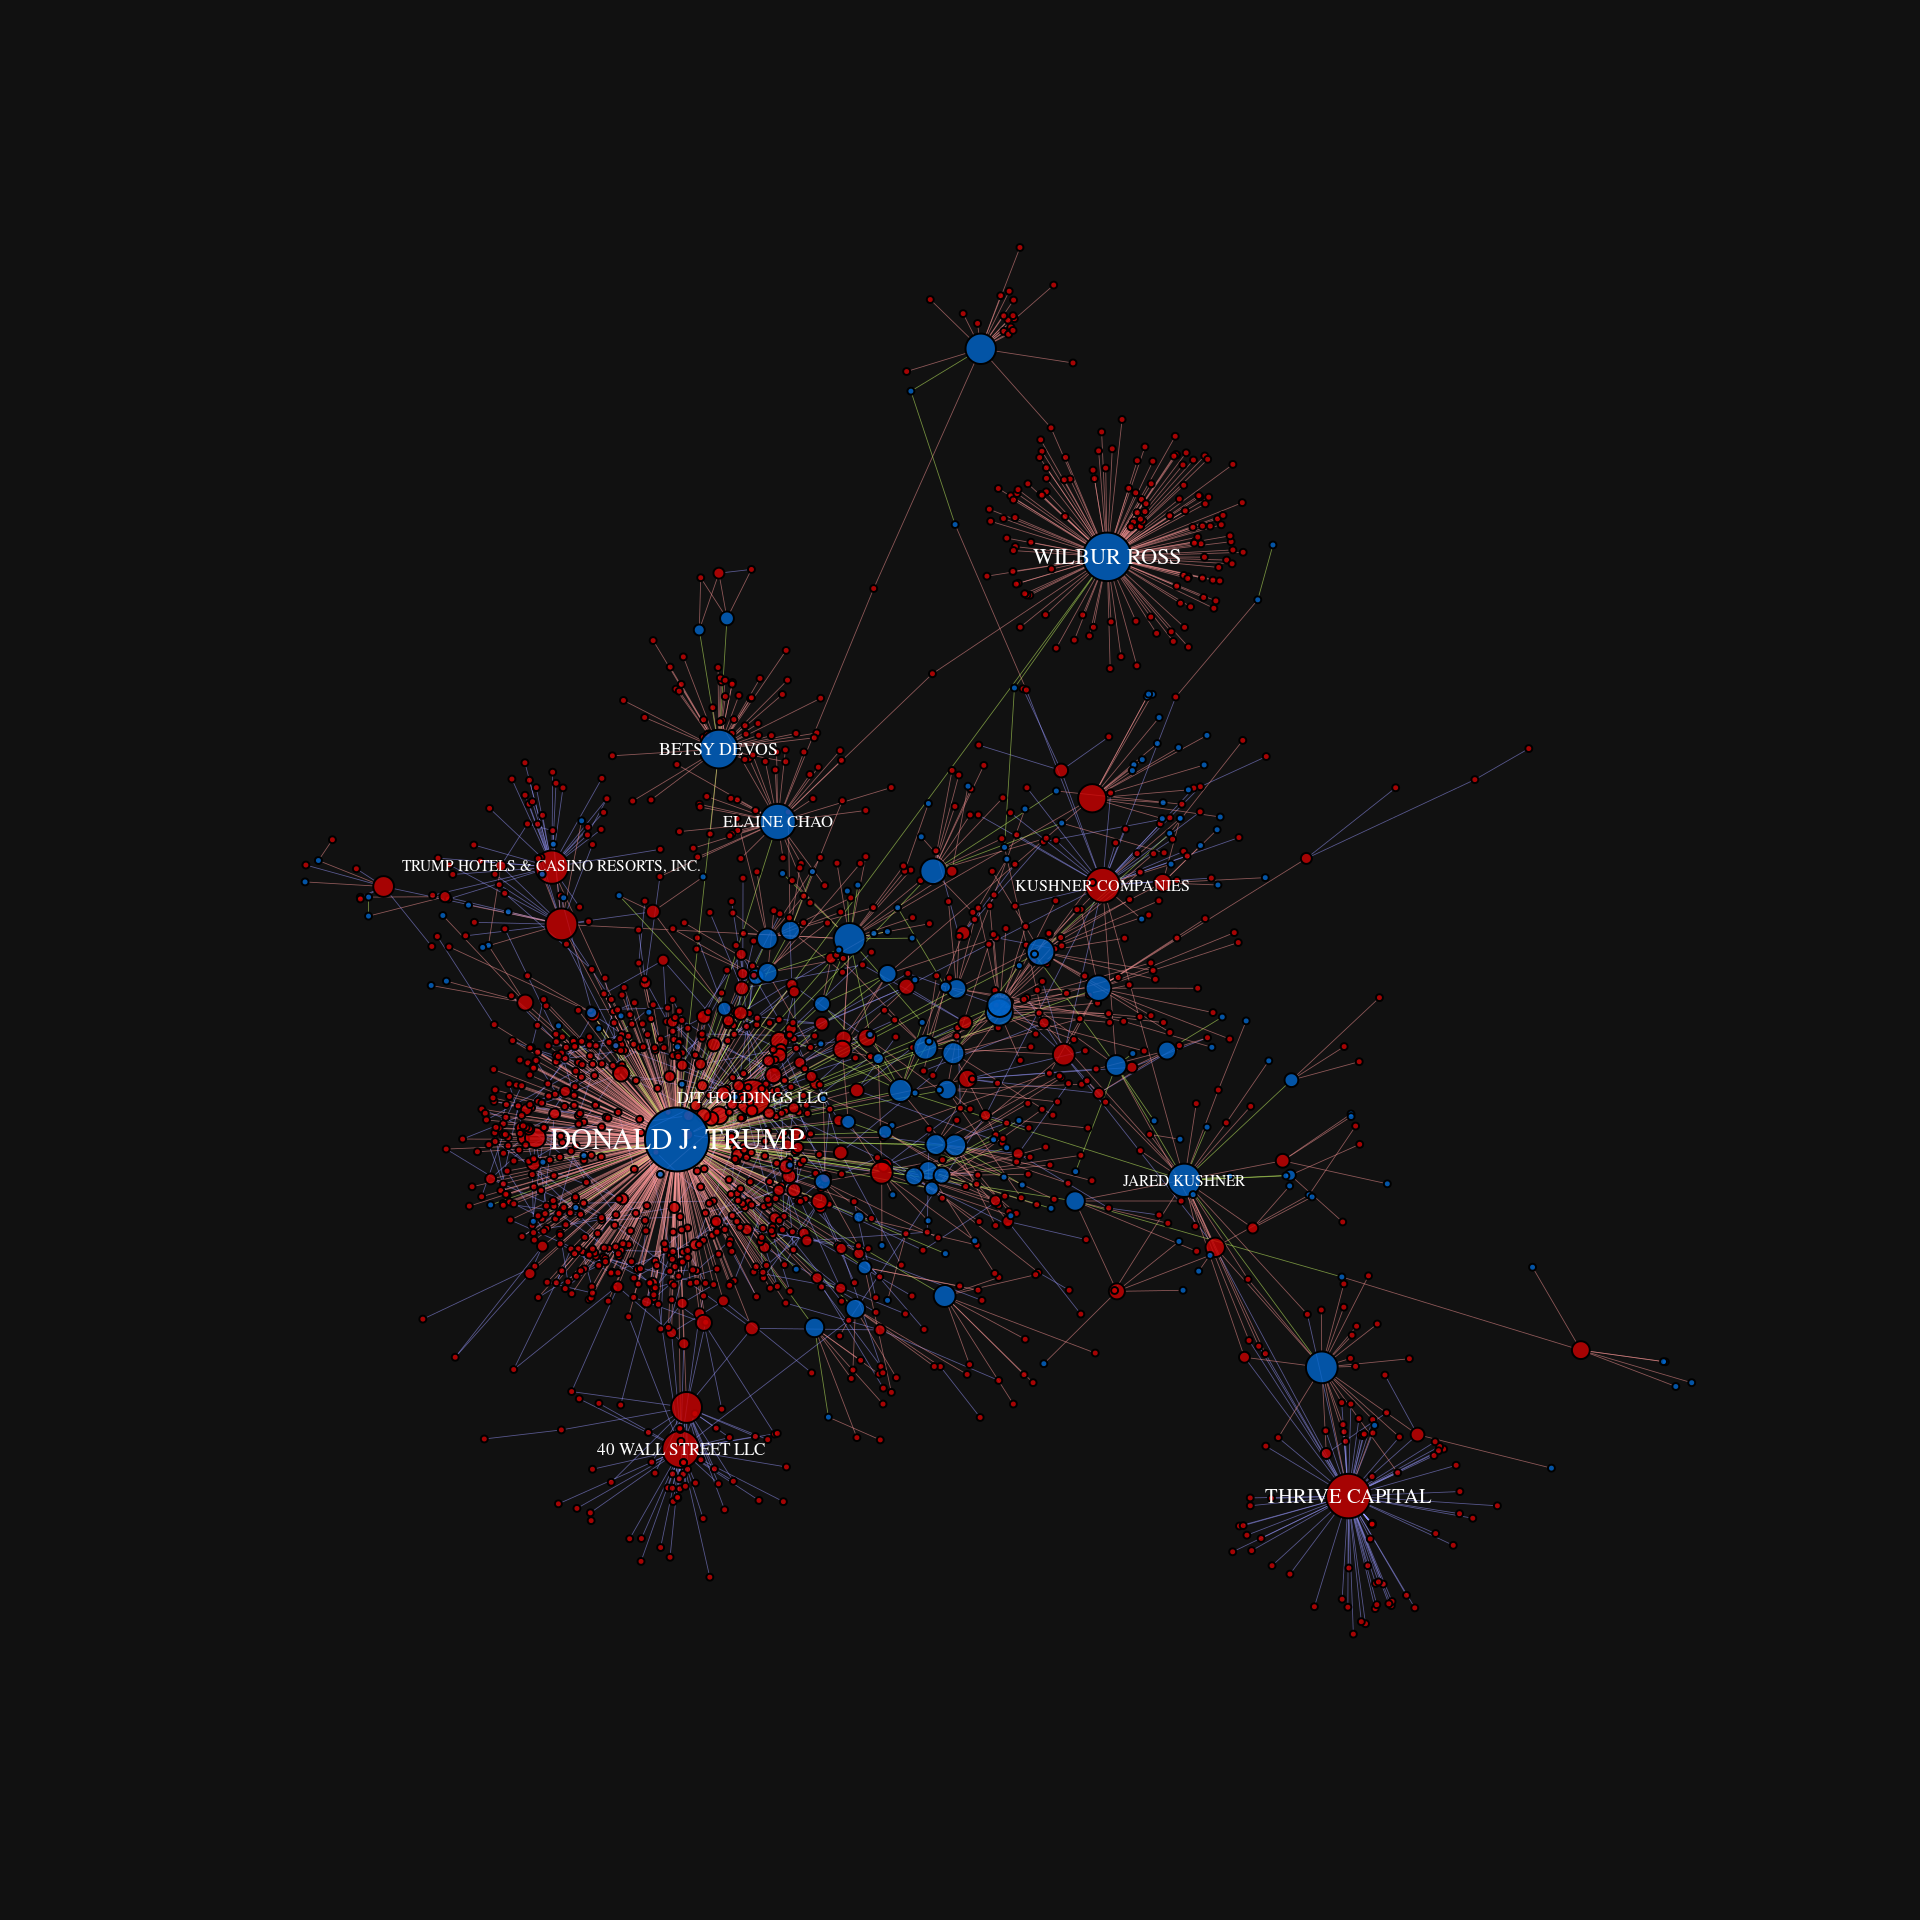 WILBUR ROSS
BETSY DEVOS
ELAINE CHAO
TRUMP HOTELS & CASINO RESORTS, INC.
KUSHNER COMPANIES
DJT HOLDINGS LLC
DONALD J. TRUMP
JARED KUSHNER
40 WALL STREET LLC
THRIVE CAPITAL